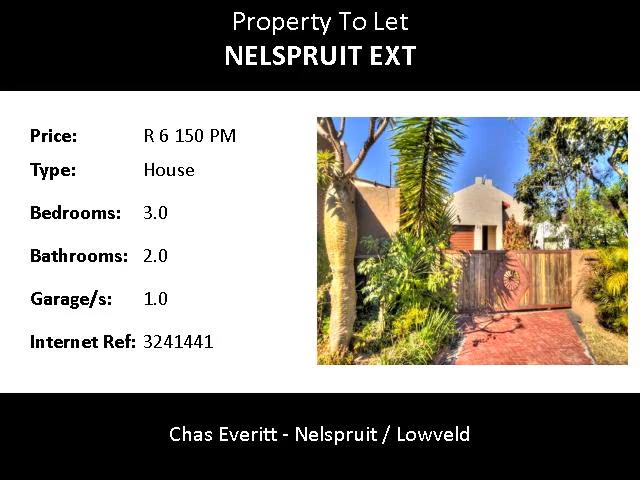 Property To Let
NELSPRUIT EXT
Price: R 6 150 PM
Type: House
Bedrooms: 3.0
Bathrooms: 2.0
Garage/s: 1.0
Internet Ref: 3241441
Chas Everitt - Nelspruit / Lowveld